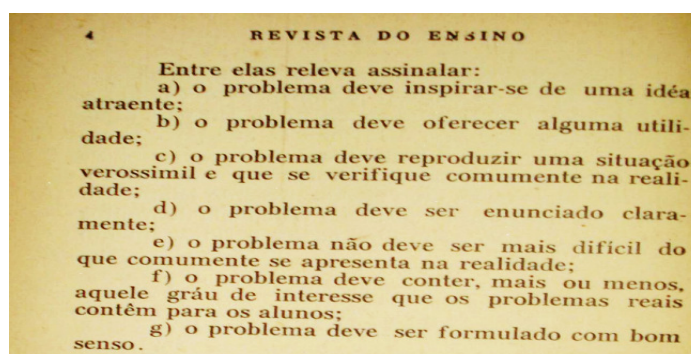 4 REVISTA DO ENSINO
Entre elas releva assinalar:
a) o problema deve inspirar-se de uma idéa
atraente;
b) o problema deve oferecer alguma utili-
dade;
c) o problema deve reproduzir uma situação
verossimil e que se verifique comumente na reali-
dade;
d) o problema deve ser enunciado clara-
mente;
e) o problema não deve ser mais difícil do
que comumente se apresenta na realidade;
f) o problema deve conter, mais ou menos,
aquele gráu de interesse que os problemas reais
contêm para os alunos;
g) o problema deve ser formulado com bom
senso.